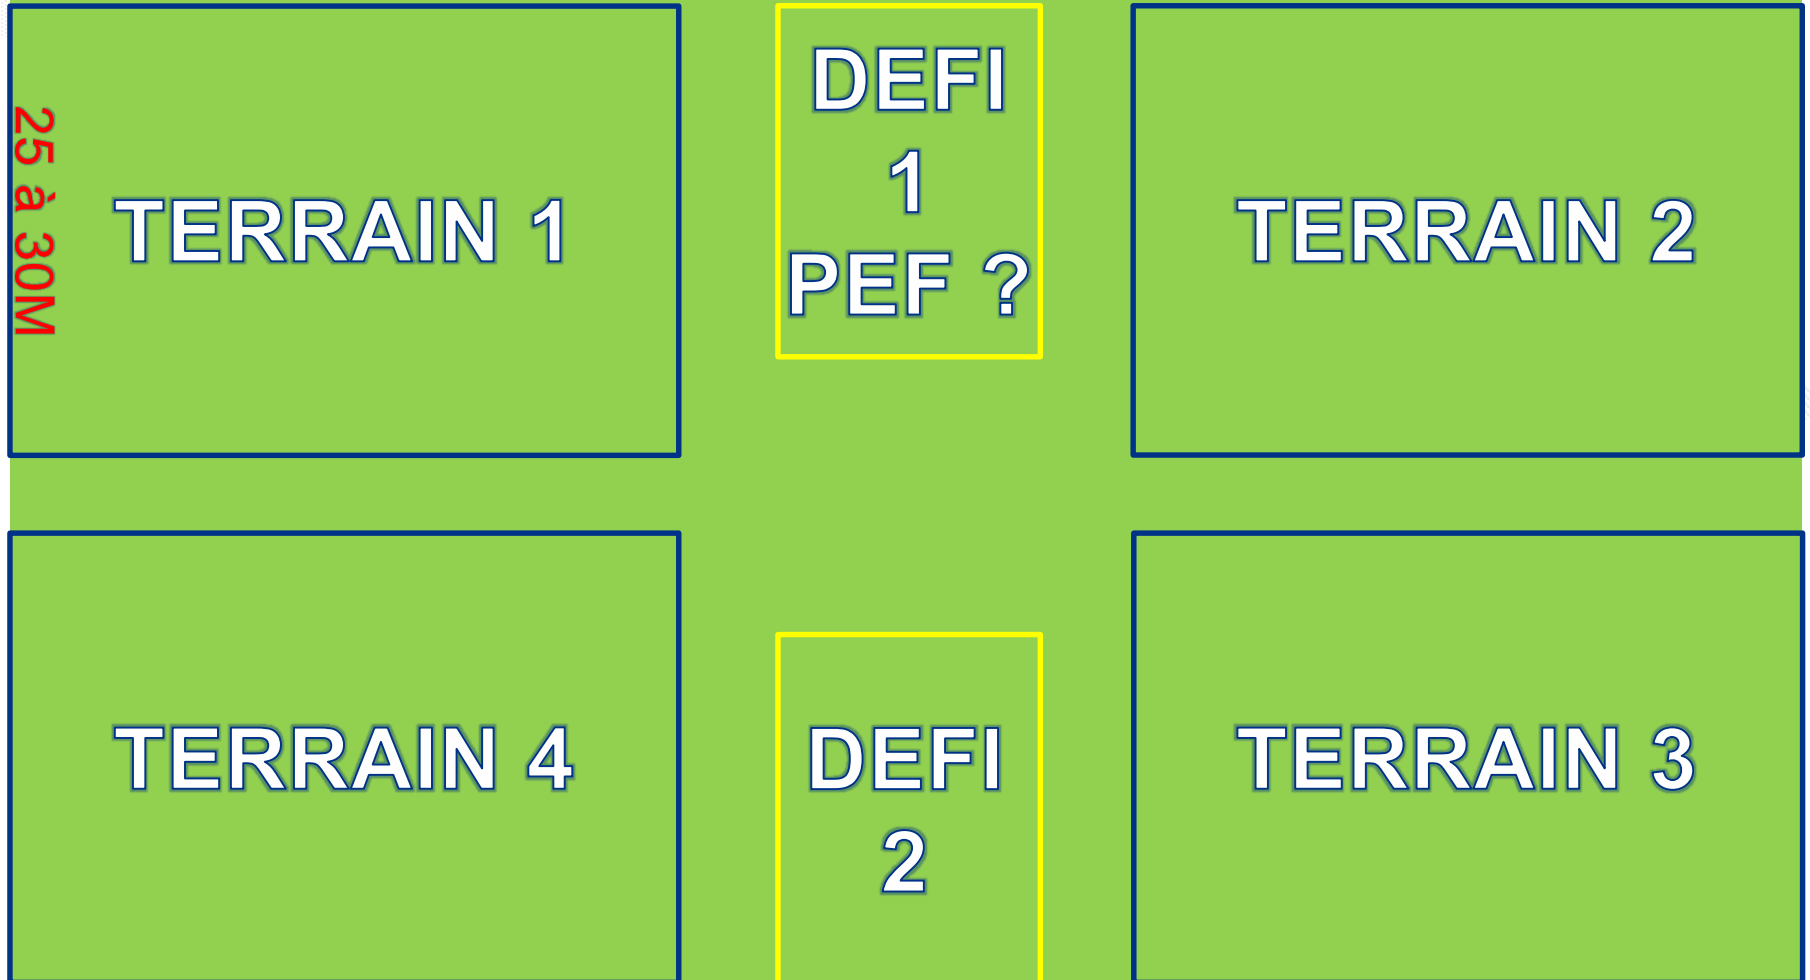 25 à 30M
TERRAIN 1
DEFI
1
PEF ?
TERRAIN 2
TERRAIN 4
DEFI
2
TERRAIN 3